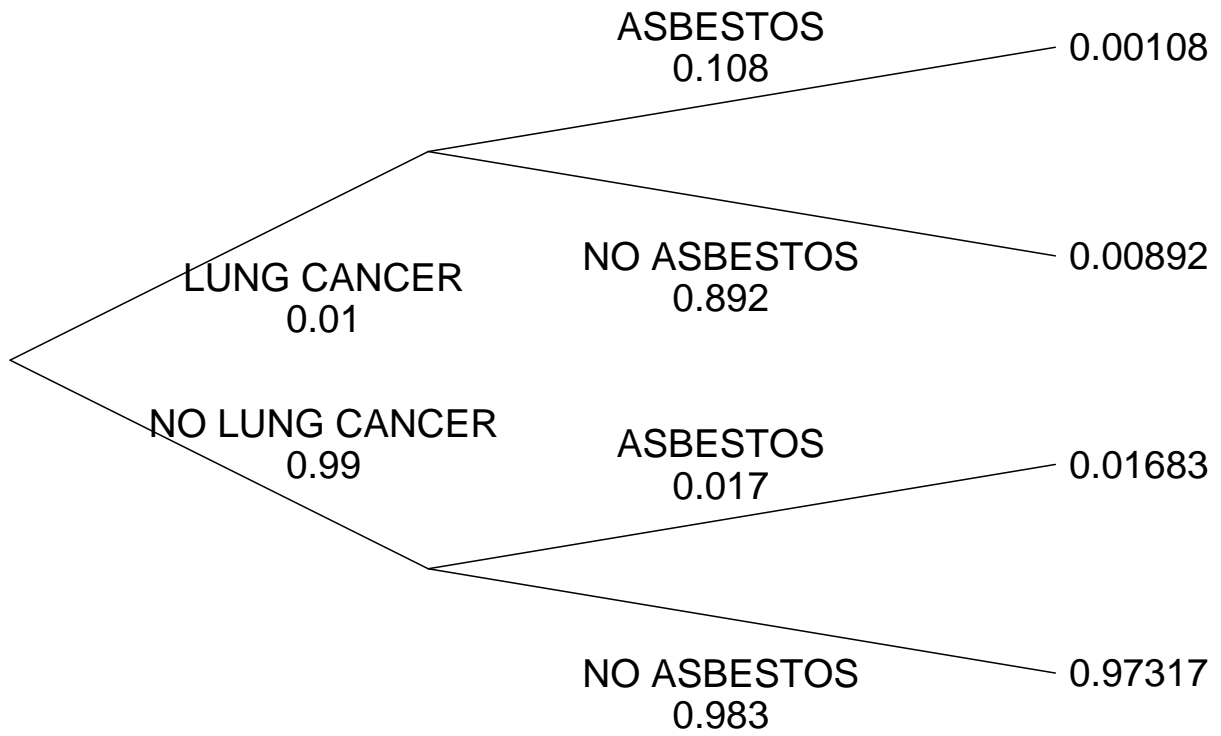 ASBESTOS
0.108
0.00108
NO ASBESTOS
0.892
0.00892
LUNG CANCER
0.01
NO LUNG CANCER
0.99
ASBESTOS
0.017
0.01683
NO ASBESTOS
0.983
0.97317